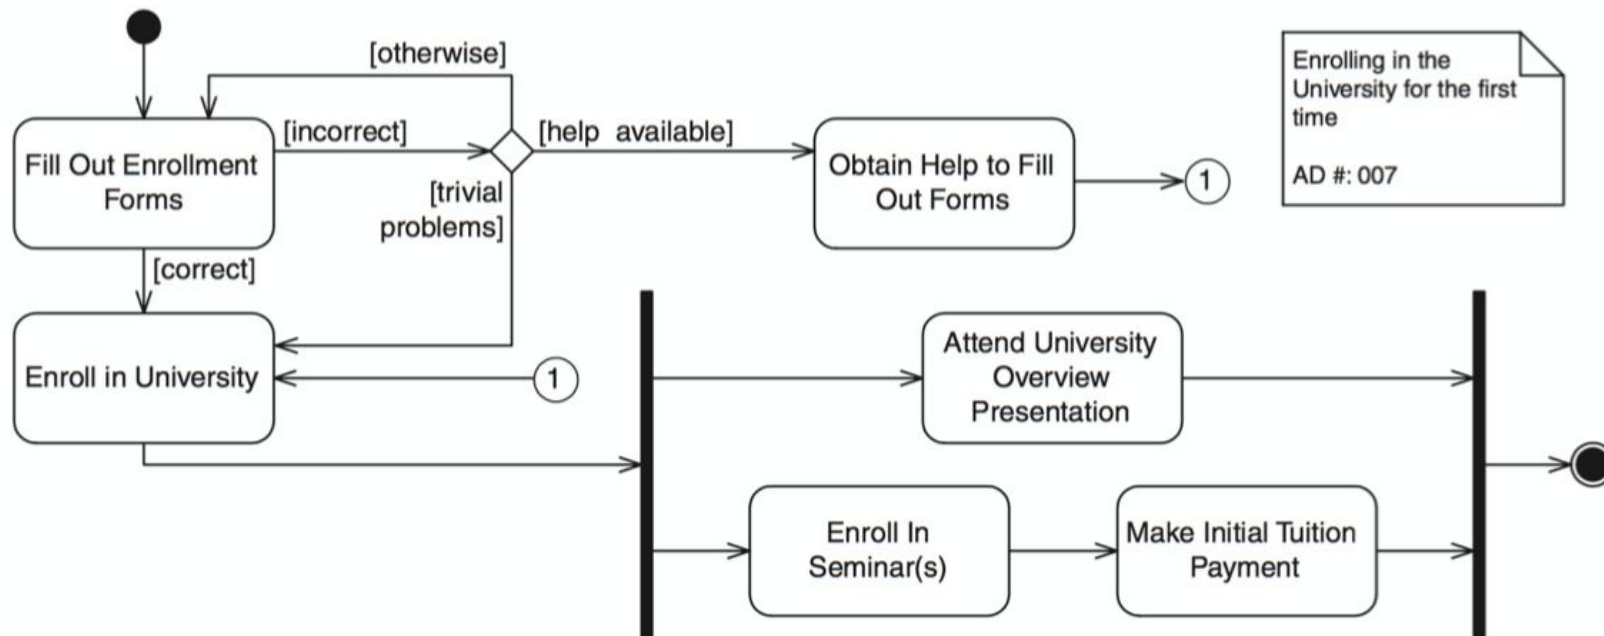 [otherwise]
Enrolling in the
University for the first
time
AD #: 007
[incorrect]
[help available]
Fill Out Enrollment
Forms
Obtain Help to Fill
Out Forms
1
[trivial
problems]
[correct]
Enroll in University
1
Attend University
Overview
Presentation
Enroll In
Seminar(s)
Make Initial Tuition
Payment